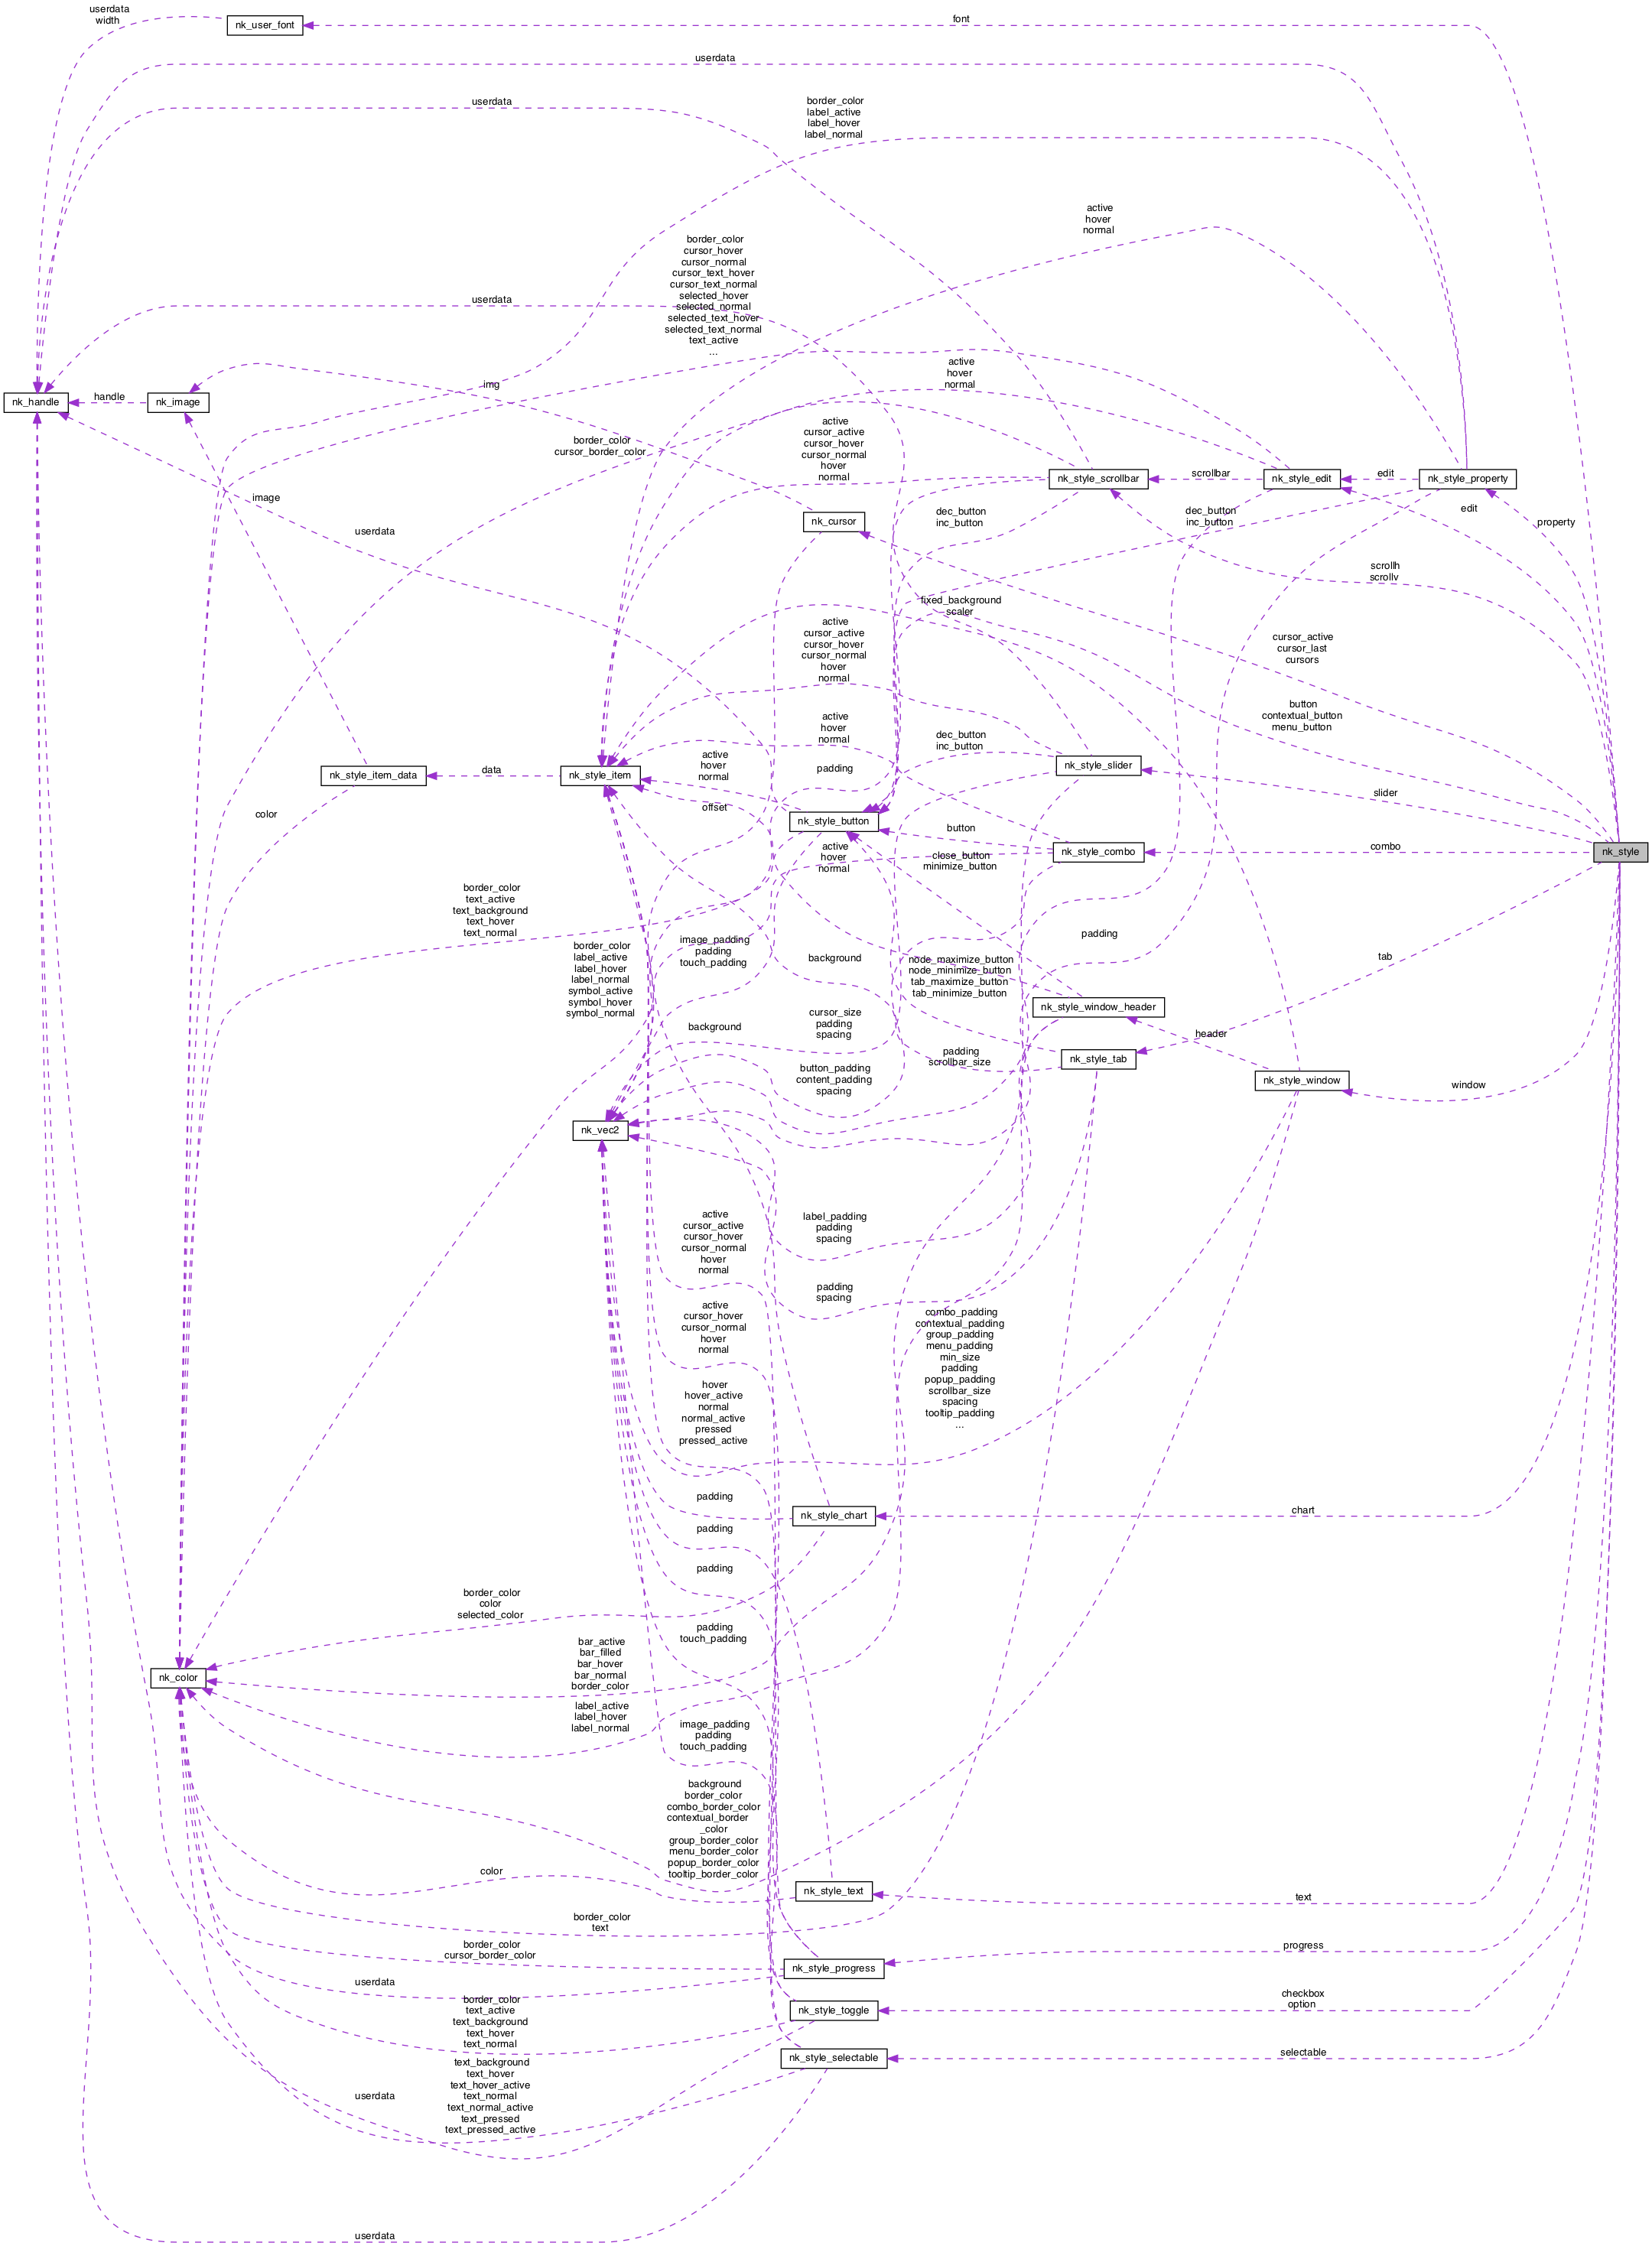 userdata
width
nk_user_font
font
userdata
userdata
border_color
label_active
label_hover
label_normal
active
hover
normal
border_color
cursor_hover
cursor_normal
cursor_text_hover
cursor_text_normal
selected_hover
selected_normal
selected_text_hover
selected_text_normal
text_active
...
userdata
nk_handle
handle
nk_image
img
active
hover
normal
border_color
cursor_border_color
active
cursor_active
cursor_hover
cursor_normal
hover
normal
nk_style_scrollbar
scrollbar
nk_style_edit
edit
nk_style_property
image
userdata
nk_cursor
dec_button
inc_button
dec_button
inc_button
edit
property
scrollh
scrollv
fixed_background
scaler
active
cursor_active
cursor_hover
cursor_normal
hover
normal
cursor_active
cursor_last
cursors
button
contextual_button
menu_button
active
hover
normal
dec_button
inc_button
nk_style_item_data
data
nk_style_item
active
hover
normal
padding
nk_style_slider
slider
color
offset
nk_style_button
button
nk_style_combo
combo
nk_style
active
hover
normal
close_button
minimize_button
border_color
text_active
text_background
text_hover
text_normal
border_color
label_active
label_hover
label_normal
symbol_active
symbol_hover
symbol_normal
image_padding
padding
touch_padding
background
node_maximize_button
node_minimize_button
tab_maximize_button
tab_minimize_button
padding
tab
nk_style_window_header
header
background
cursor_size
padding
spacing
padding
scrollbar_size
nk_style_tab
nk_style_window
window
button_padding
content_padding
spacing
nk_vec2
label_padding
padding
spacing
active
cursor_active
cursor_hover
cursor_normal
hover
normal
padding
spacing
active
cursor_hover
cursor_normal
hover
normal
combo_padding
contextual_padding
group_padding
menu_padding
min_size
padding
popup_padding
scrollbar_size
spacing
tooltip_padding
...
hover
hover_active
normal
normal_active
pressed
pressed_active
padding
nk_style_chart
chart
padding
padding
border_color
color
selected_color
padding
touch_padding
bar_active
bar_filled
bar_hover
bar_normal
border_color
nk_color
label_active
label_hover
label_normal
image_padding
padding
touch_padding
background
border_color
combo_border_color
contextual_border
_color
group_border_color
menu_border_color
popup_border_color
tooltip_border_color
color
nk_style_text
text
border_color
text
border_color
cursor_border_color
nk_style_progress
progress
userdata
border_color
text_active
text_background
text_hover
text_normal
nk_style_toggle
checkbox
option
nk_style_selectable
selectable
text_background
text_hover
text_hover_active
text_normal
text_normal_active
text_pressed
text_pressed_active
userdata
userdata